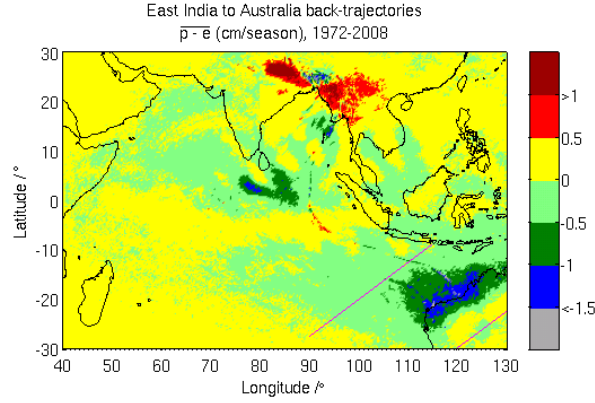 East India to Australia back-trajectories
p - e (cm/season), 1972-2008
30
20
10
0
-10
-20
-30
Latitude /°
40 50 60 70 80 90 100 110 120 130
Longitude /°
>1
0.5
0
-0.5
-1
<-1.5